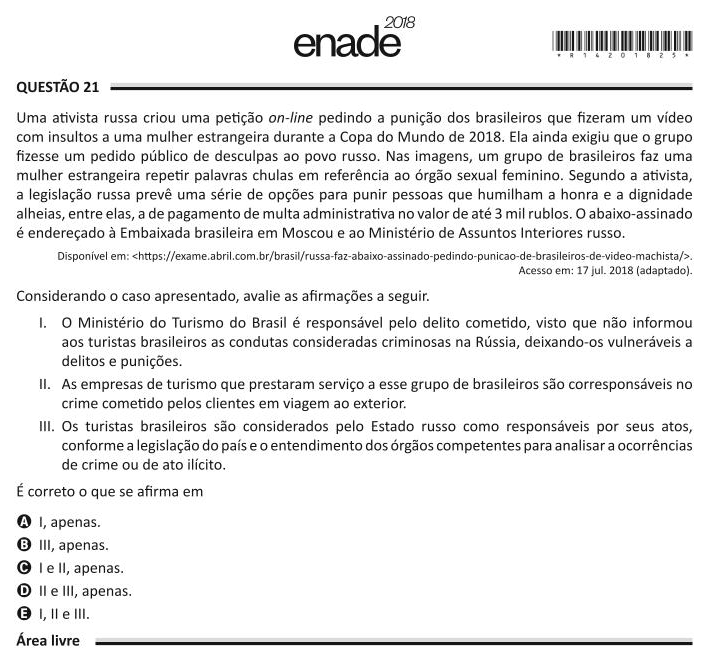 enade 2018
*R14201825*
QUESTÃO 21
Uma ativista russa criou uma petição on-line pedindo a punição dos brasileiros que fizeram um vídeo
com insultos a uma mulher estrangeira durante a Copa do Mundo de 2018. Ela ainda exigiu que o grupo
fizesse um pedido público de desculpas ao povo russo. Nas imagens, um grupo de brasileiros faz uma
mulher estrangeira repetir palavras chulas em referência ao órgão sexual feminino. Segundo a ativista,
a legislação russa prevê uma série de opções para punir pessoas que humilham a honra e a dignidade
alheias, entre elas, a de pagamento de multa administrativa no valor de até 3 mil rublos. O abaixo-assinado
é endereçado à Embaixada brasileira em Moscou e ao Ministério de Assuntos Interiores russo.
Disponível em: <https://exame.abril.com.br/brasil/russa-faz-abaixo-assinado-pedindo-punicao-de-brasileiros-de-video-machista/>.
Acesso em: 17 jul. 2018 (adaptado).
Considerando o caso apresentado, avalie as afirmações a seguir.
I. O Ministério do Turismo do Brasil é responsável pelo delito cometido, visto que não informou
aos turistas brasileiros as condutas consideradas criminosas na Rússia, deixando-os vulneráveis a
delitos e punições.
II. As empresas de turismo que prestaram serviço a esse grupo de brasileiros são corresponsáveis no
crime cometido pelos clientes em viagem ao exterior.
III. Os turistas brasileiros são considerados pelo Estado russo como responsáveis por seus atos,
conforme a legislação do país e o entendimento dos órgãos competentes para analisar a ocorrências
de crime ou de ato ilícito.
É correto o que se afirma em
A I, apenas.
B III, apenas.
C I e II, apenas.
D II e III, apenas.
E I, II e III.
Área livre